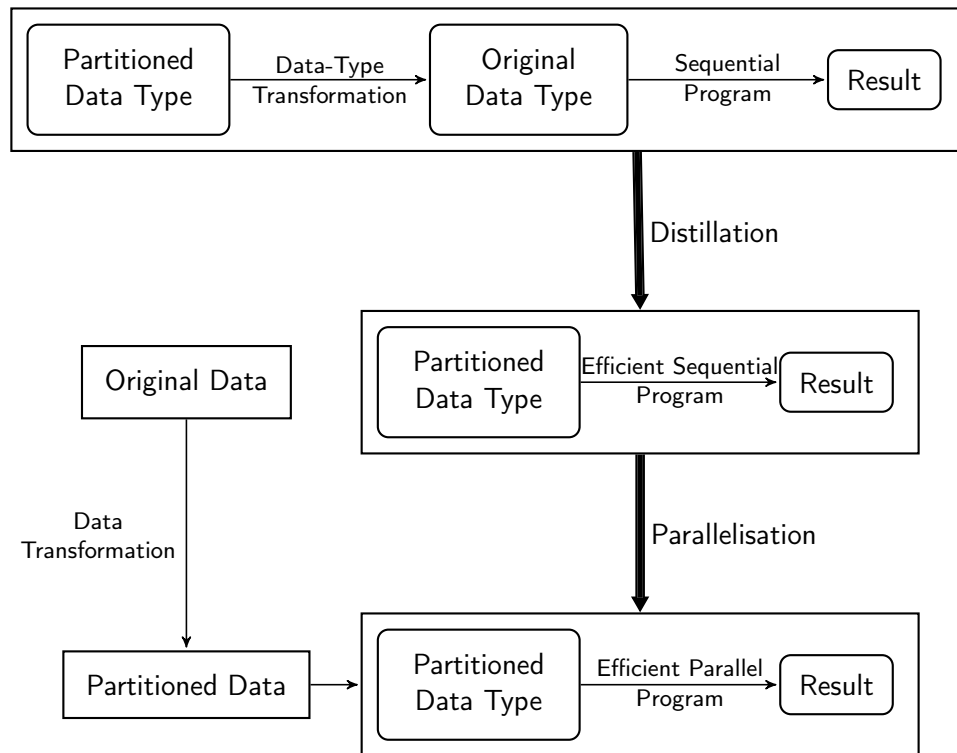 Partitioned
Data Type
Data-Type
Transformation
Original
Data Type
Sequential
Program
Result
Distillation
Partitioned
Data Type
Efficient Sequential
Program
Result
Original Data
Data
Transformation
Parallelisation
Partitioned Data
Partitioned
Data Type
Efficient Parallel
Program
Result